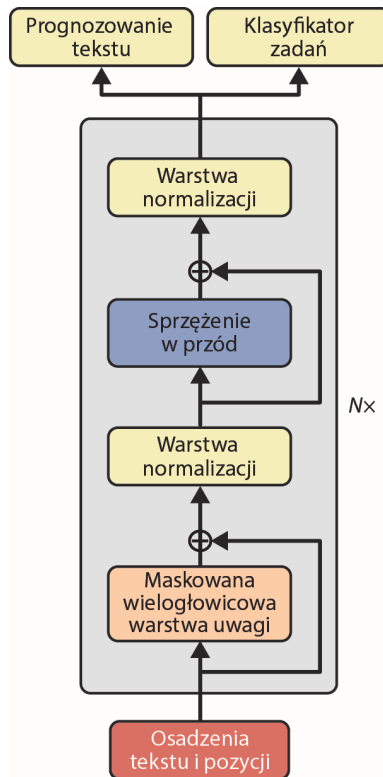 Prognozowanie
tekstu
Klasyfikator
zadań
Warstwa
normalizacji
Sprzężenie
w przód
N×
Warstwa
normalizacji
Maskowana
wielogłowicowa
warstwa uwagi
Osadzenia
tekstu i pozycji